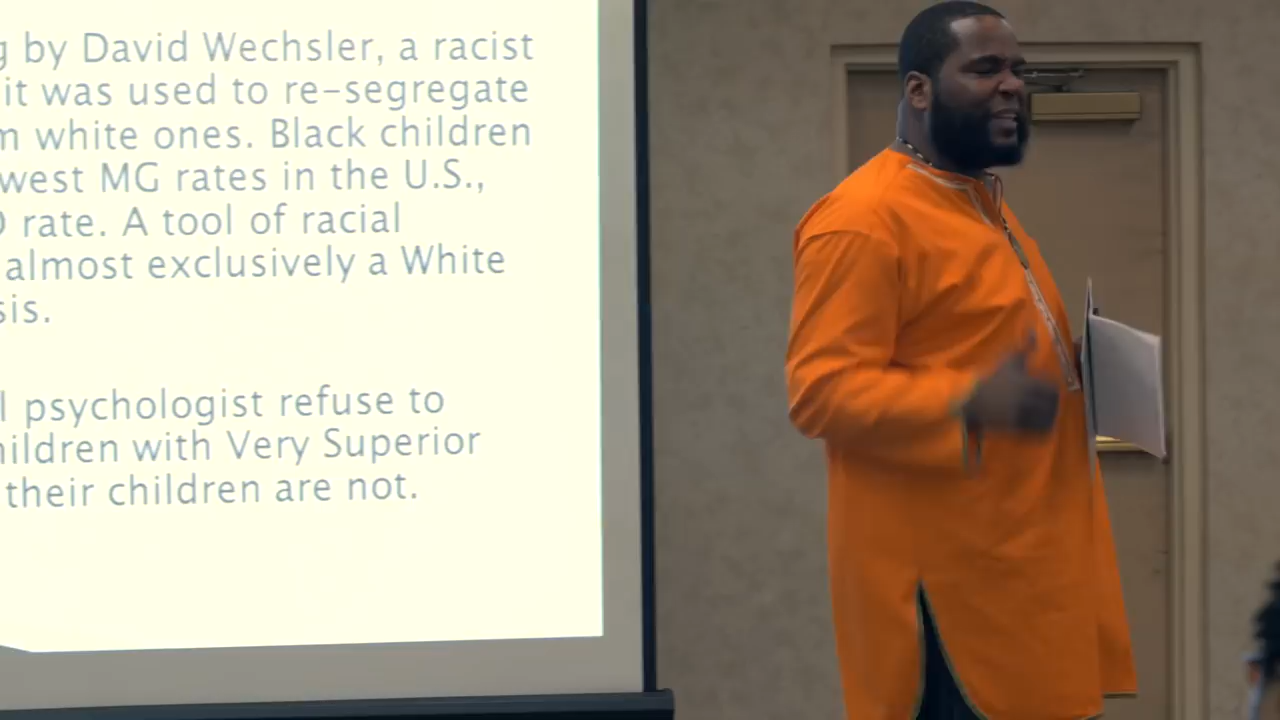 by David Wechsler, a racist
it was used to re-segregate
white ones. Black children
MG rates in the U.S.,
rate. A tool of racial
almost exclusively a White
sis.
psychologist refuse to
with Very Superior
their children are not.